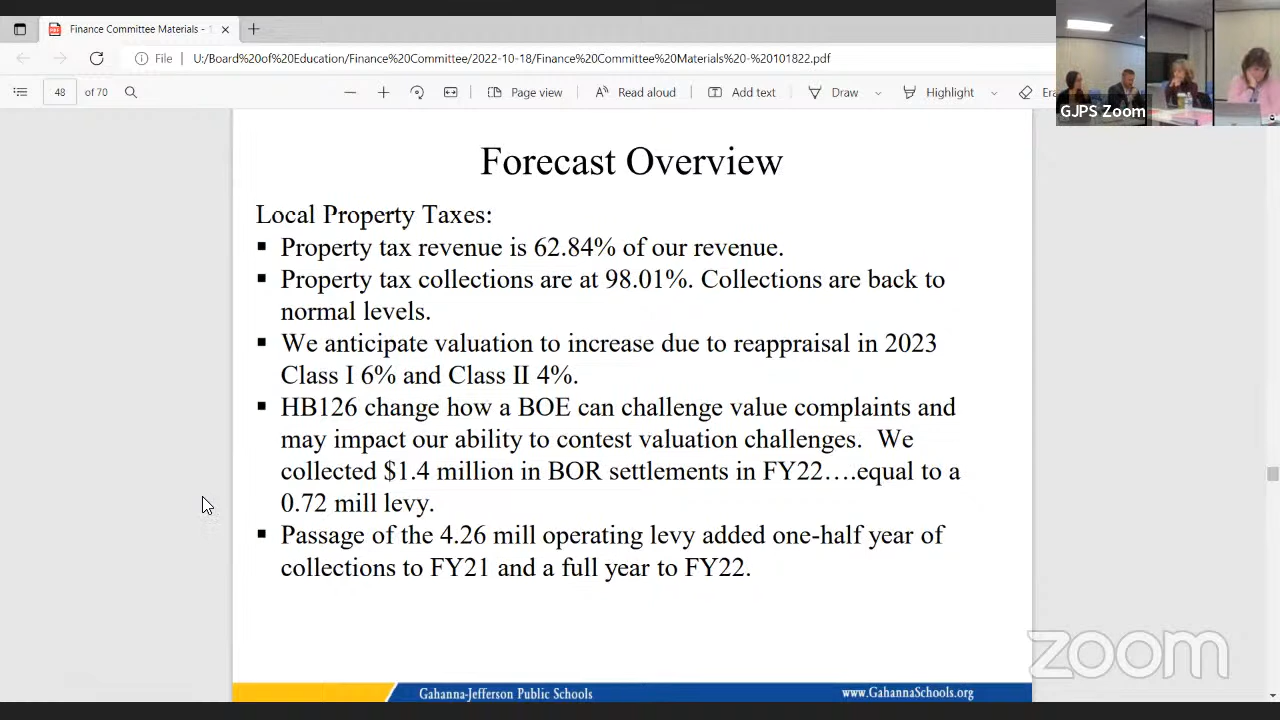 Finance Committee Materials -
File U:/Board%20of%20Education/Finance%20Committee/2022-10-18/Finance%20Committee%20Materials%20-%20101822.pdf
48 of 70 Page view Read aloud Add text Draw Highlight
GJPS Zoom
Forecast Overview
Local Property Taxes:
▪ Property tax revenue is 62.84% of our revenue.
▪ Property tax collections are at 98.01%. Collections are back to
normal levels.
▪ We anticipate valuation to increase due to reappraisal in 2023
Class I 6% and Class II 4%.
▪ HB126 change how a BOE can challenge value complaints and
may impact our ability to contest valuation challenges. We
collected $1.4 million in BOR settlements in FY22….equal to a
0.72 mill levy.
▪ Passage of the 4.26 mill operating levy added one-half year of
collections to FY21 and a full year to FY22.
zoom
Gahanna-Jefferson Public Schools www.GahannaSchools.org